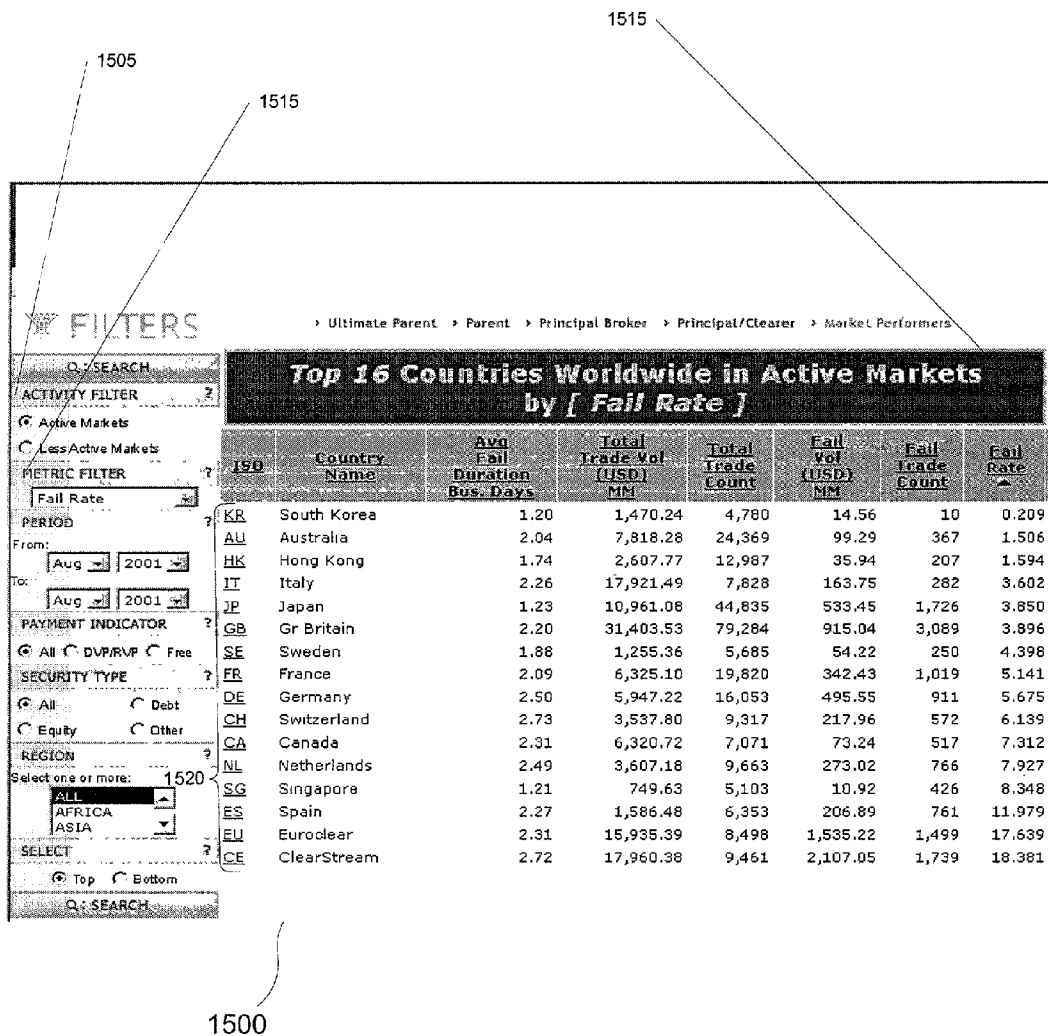 1515
1505
1515
FILTERS
› Ultimate Parent › Parent › Principal Broker › Principal/Clearer › Market Performers
SEARCH
ACTIVITY FILTER ?
Active Markets
Less Active Markets
METRIC FILTER ?
Fail Rate
PERIOD ?
From:
Aug 2001
To:
Aug 2001
PAYMENT INDICATOR ?
All DVP/RVP Free
SECURITY TYPE ?
All Debt
Equity Other
REGION ?
Select one or more:
ALL
AFRICA
ASIA
SELECT ?
Top Bottom
SEARCH
1520
Top 16 Countries Worldwide in Active Markets
by [ Fail Rate ]
ISO Country Name Avg Fail Duration Bus. Days Total Trade Vol (USD) MM Total Trade Count Fail Vol (USD) MM Fail Trade Count Fail Rate
KR South Korea 1.20 1,470.24 4,780 14.56 10 0.209
AU Australia 2.04 7,818.28 24,369 99.29 367 1.506
HK Hong Kong 1.74 2,607.77 12,987 35.94 207 1.594
IT Italy 2.26 17,921.49 7,828 163.75 282 3.602
JP Japan 1.23 10,961.08 44,835 533.45 1,726 3.850
GB Gr Britain 2.20 31,403.53 79,284 915.04 3,089 3.896
SE Sweden 1.88 1,255.36 5,685 54.22 250 4.398
FR France 2.09 6,325.10 19,820 342.43 1,019 5.141
DE Germany 2.50 5,947.22 16,053 495.55 911 5.675
CH Switzerland 2.73 3,537.80 9,317 217.96 572 6.139
CA Canada 2.31 6,320.72 7,071 73.24 517 7.312
NL Netherlands 2.49 3,607.18 9,663 273.02 766 7.927
SG Singapore 1.21 749.63 5,103 10.92 426 8.348
ES Spain 2.27 1,586.48 6,353 206.89 761 11.979
EU Euroclear 2.31 15,935.39 8,498 1,535.22 1,499 17.639
CE ClearStream 2.72 17,960.38 9,461 2,107.05 1,739 18.381
1500